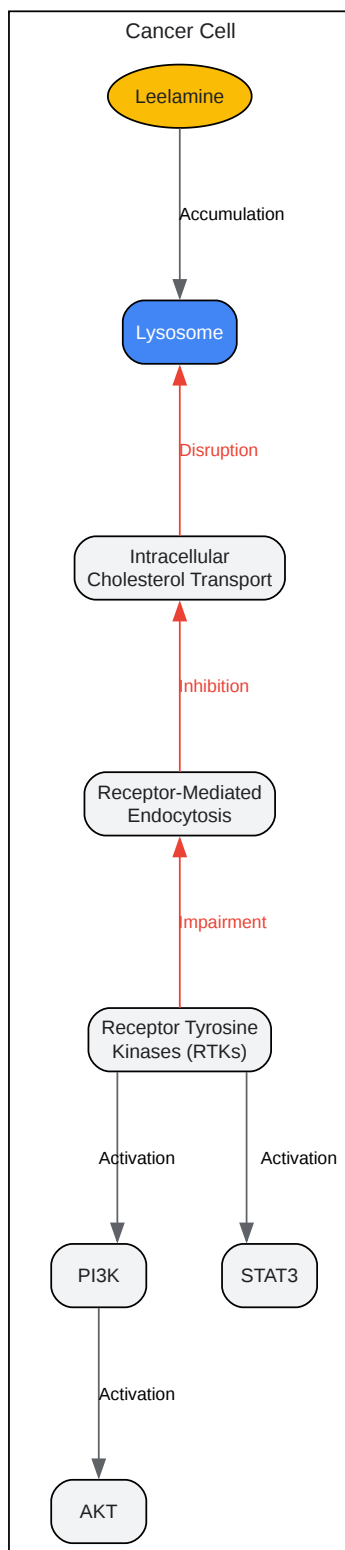 Cancer Cell
Leelamine
Accumulation
Lysosome
Disruption
Intracellular
Cholesterol Transport
Inhibition
Receptor-Mediated
Endocytosis
Impairment
Receptor Tyrosine
Kinases (RTKs)
Activation
Activation
PI3K
STAT3
Activation
AKT